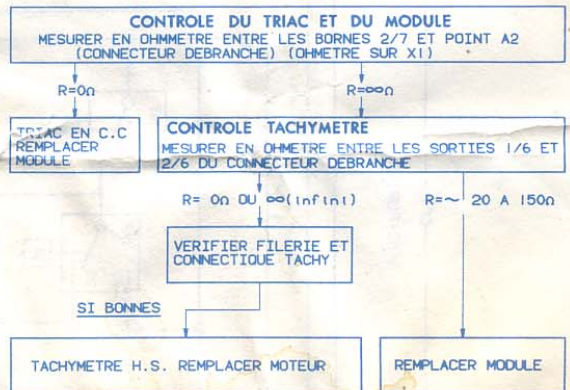 CONTROLE DU TRIAC ET DU MODULE
MESURER EN OHMMETRE ENTRE LES BORNES 2/7 ET POINT A2
(CONNECTEUR DEBRANCHE) (OHMETRE SUR X1)
R=0Ω
R=∞Ω
TRIAC EN C.C
REMPLACER
MODULE
CONTROLE TACHYMETRE
MESURER EN OHMETRE ENTRE LES SORTIES 1/6 ET
2/6 DU CONNECTEUR DEBRANCHE
R= 0Ω OU ∞(infini)
R=~ 20 A 150Ω
VERIFIER FILERIE ET
CONNECTIQUE TACHY
SI BONNES
TACHYMETRE H.S. REMPLACER MOTEUR
REMPLACER MODULE